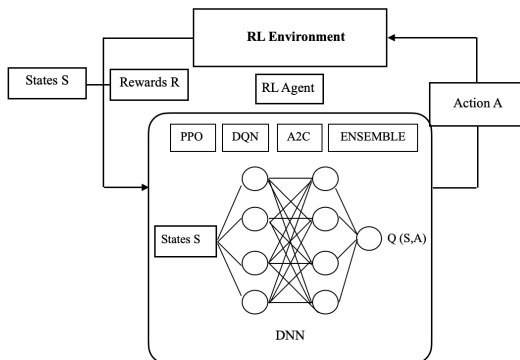 RL Environment
States S
Rewards R
RL Agent
Action A
PPO
DQN
A2C
ENSEMBLE
States S
Q (S,A)
DNN